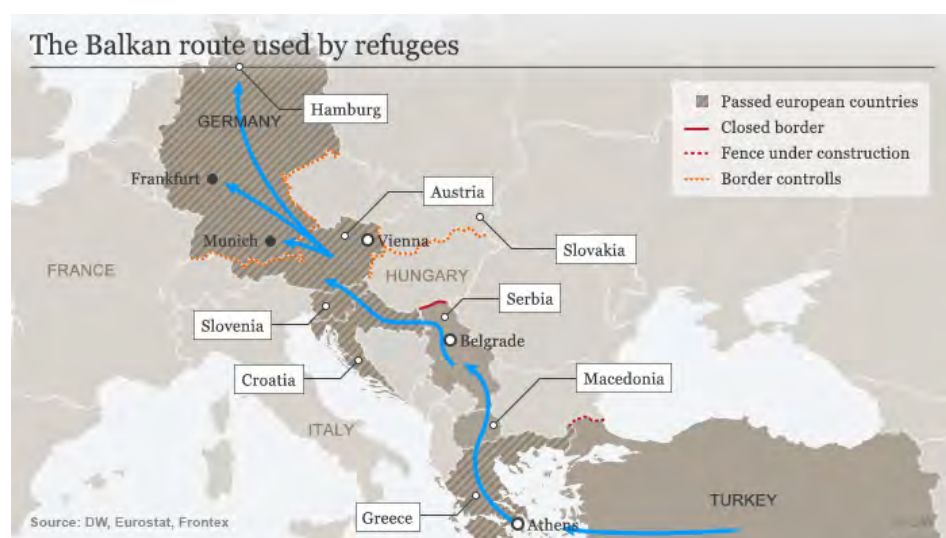 The Balkan route used by refugees
Hamburg
GERMANY
Passed european countries
Closed border
Fence under construction
Border controlls
Frankfurt
Austria
Munich
Vienna
Slovakia
FRANCE
HUNGARY
Serbia
Slovenia
Belgrade
Croatia
Macedonia
ITALY
TURKEY
Greece
Athens
Source: DW, Eurostat, Frontex